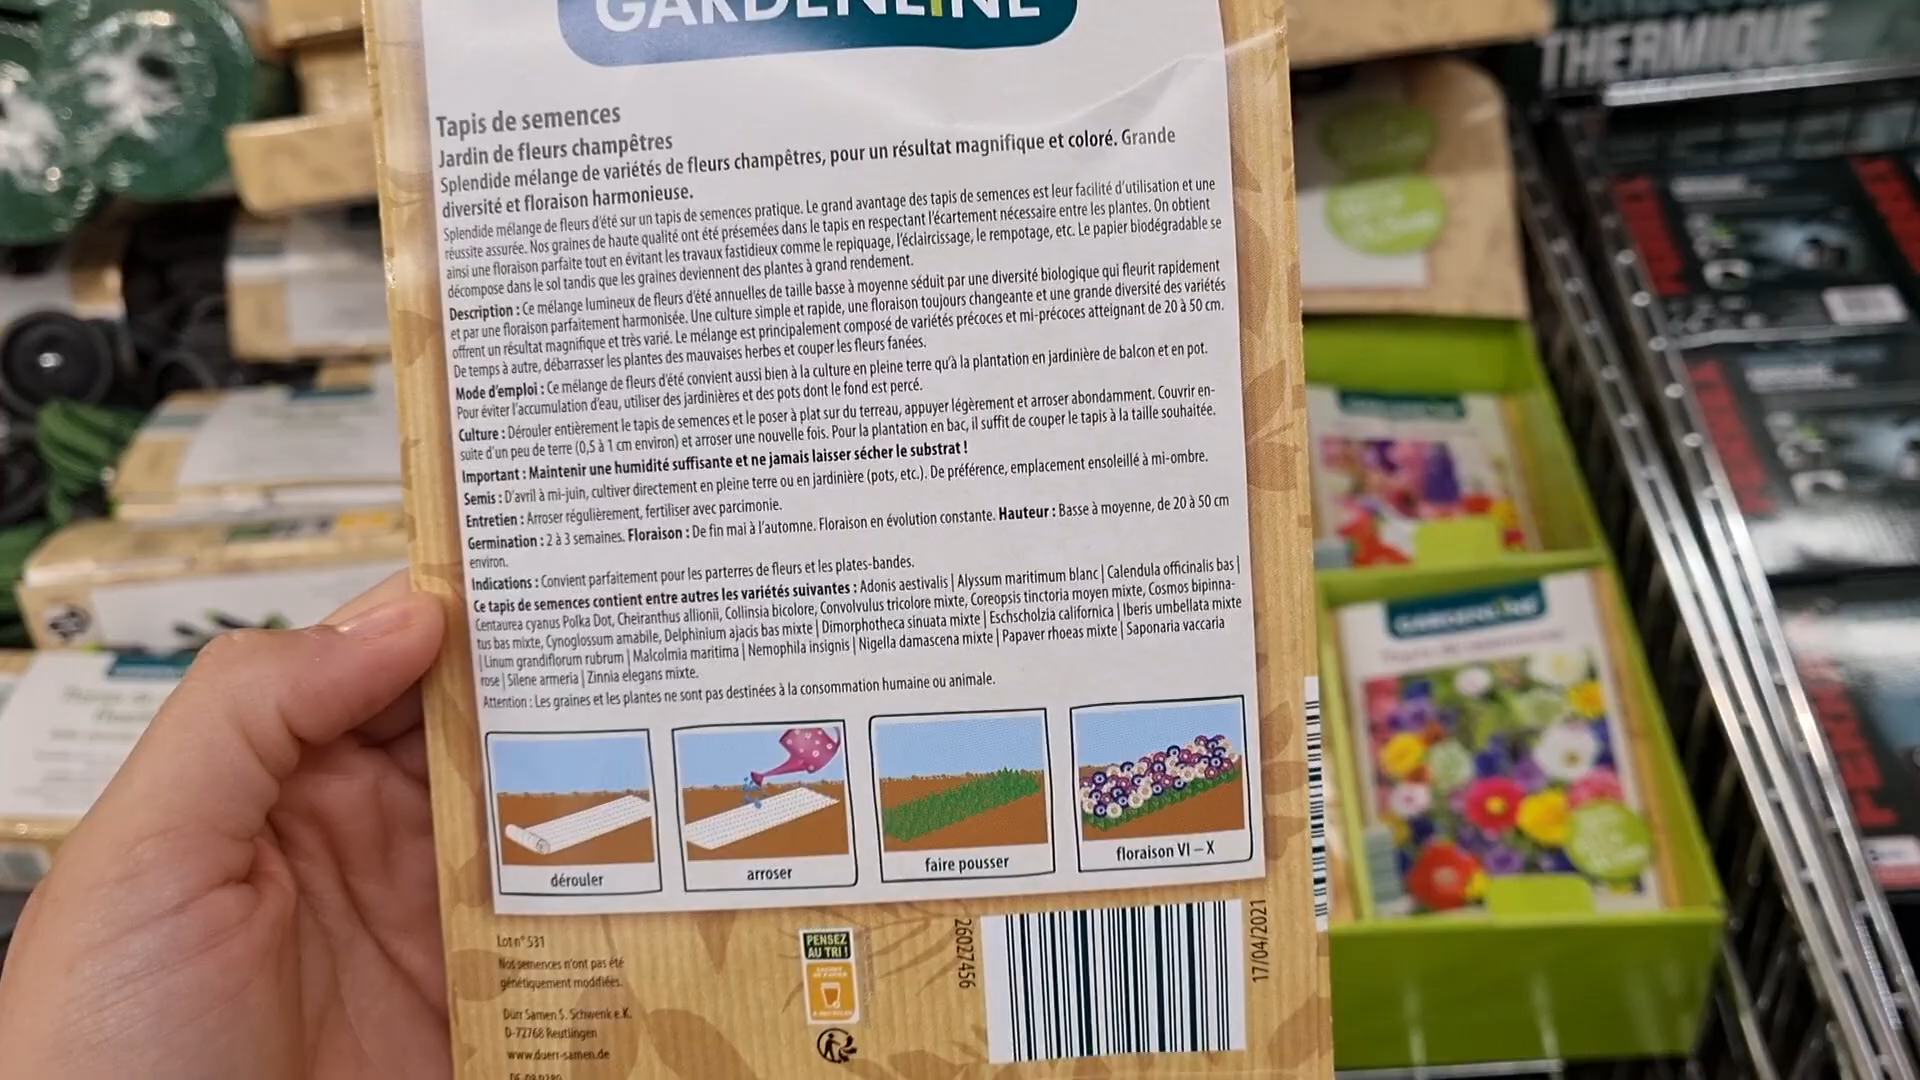 GARDENLINE
Tapis de semences
Jardin de fleurs champêtres
Splendide mélange de variétés de fleurs champêtres, pour un résultat magnifique et coloré. Grande
diversité et floraison harmonieuse.
Splendide mélange de fleurs d'été sur un tapis de semences pratique. Le grand avantage des tapis de semences est leur facilité d'utilisation et une
réussite assurée. Nos graines de haute qualité ont été présemées dans le tapis en respectant l'écartement nécessaire entre les plantes. On obtient
ainsi une floraison parfaite tout en évitant les travaux fastidieux comme le repiquage, l'éclaircissage, le rempotage, etc. Le papier biodégradable se
décompose dans le sol tandis que les graines deviennent des plantes à grand rendement.
Description : Ce mélange lumineux de fleurs d'été annuelles de taille basse à moyenne séduit par une diversité biologique qui fleurit rapidement
et par une floraison parfaitement harmonisée. Une culture simple et rapide, une floraison toujours changeante et une grande diversité des variétés
offrent un résultat magnifique et très varié. Le mélange est principalement composé de variétés précoces et mi-précoces atteignant de 20 à 50 cm.
De temps à autre, débarrasser les plantes des mauvaises herbes et couper les fleurs fanées.
Mode d'emploi : Ce mélange de fleurs d'été convient aussi bien à la culture en pleine terre qu'à la plantation en jardinière de balcon et en pot.
Pour éviter l'accumulation d'eau, utiliser des jardinières et des pots dont le fond est percé.
Culture : Dérouler entièrement le tapis de semences et le poser à plat sur du terreau, appuyer légèrement et arroser abondamment. Couvrir en-
suite d'un peu de terre (0,5 à 1 cm environ) et arroser une nouvelle fois. Pour la plantation en bac, il suffit de couper le tapis à la taille souhaitée.
Important : Maintenir une humidité suffisante et ne jamais laisser sécher le substrat !
Semis : D'avril à mi-juin, cultiver directement en pleine terre ou en jardinière (pots, etc.). De préférence, emplacement ensoleillé à mi-ombre.
Entretien : Arroser régulièrement, fertiliser avec parcimonie.
Germination : 2 à 3 semaines. Floraison : De fin mai à l'automne. Floraison en évolution constante. Hauteur : Basse à moyenne, de 20 à 50 cm
environ.
Indications : Convient parfaitement pour les parterres de fleurs et les plates-bandes.
Ce tapis de semences contient entre autres les variétés suivantes : Adonis aestivalis | Alyssum maritimum blanc | Calendula officinalis bas |
Centaurea cyanus Polka Dot, Cheiranthus allionii, Collinsia bicolore, Convolvulus tricolore mixte, Coreopsis tinctoria moyen mixte, Cosmos bipinna-
tus bas mixte, Cynoglossum amabile, Delphinium ajacis bas mixte | Dimorphotheca sinuata mixte | Eschscholzia californica | Iberis umbellata mixte
| Linum grandiflorum rubrum | Malcolmia maritima | Nemophila insignis | Nigella damascena mixte | Papaver rhoeas mixte | Saponaria vaccaria
rose | Silene armeria | Zinnia elegans mixte.
Attention : Les graines et les plantes ne sont pas destinées à la consommation humaine ou animale.
dérouler
arroser
faire pousser
floraison VI – X
Lot n° 531
Nos semences n'ont pas été
génétiquement modifiées.
Dürr Samen S. Schwenk e.K.
D-72768 Reutlingen
www.duerr-samen.de
PENSEZ
AU TRI !
26027456
17/04/2021
THERMIQUE
GARDENLINE